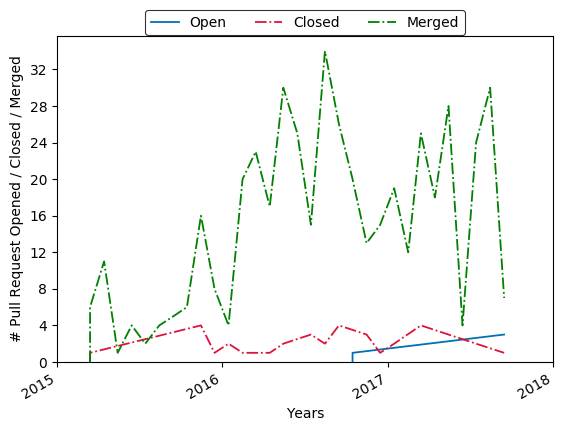 Open Closed Merged
# Pull Request Opened / Closed / Merged
32
28
24
20
16
12
8
4
0
2015 2016 2017 2018
Years